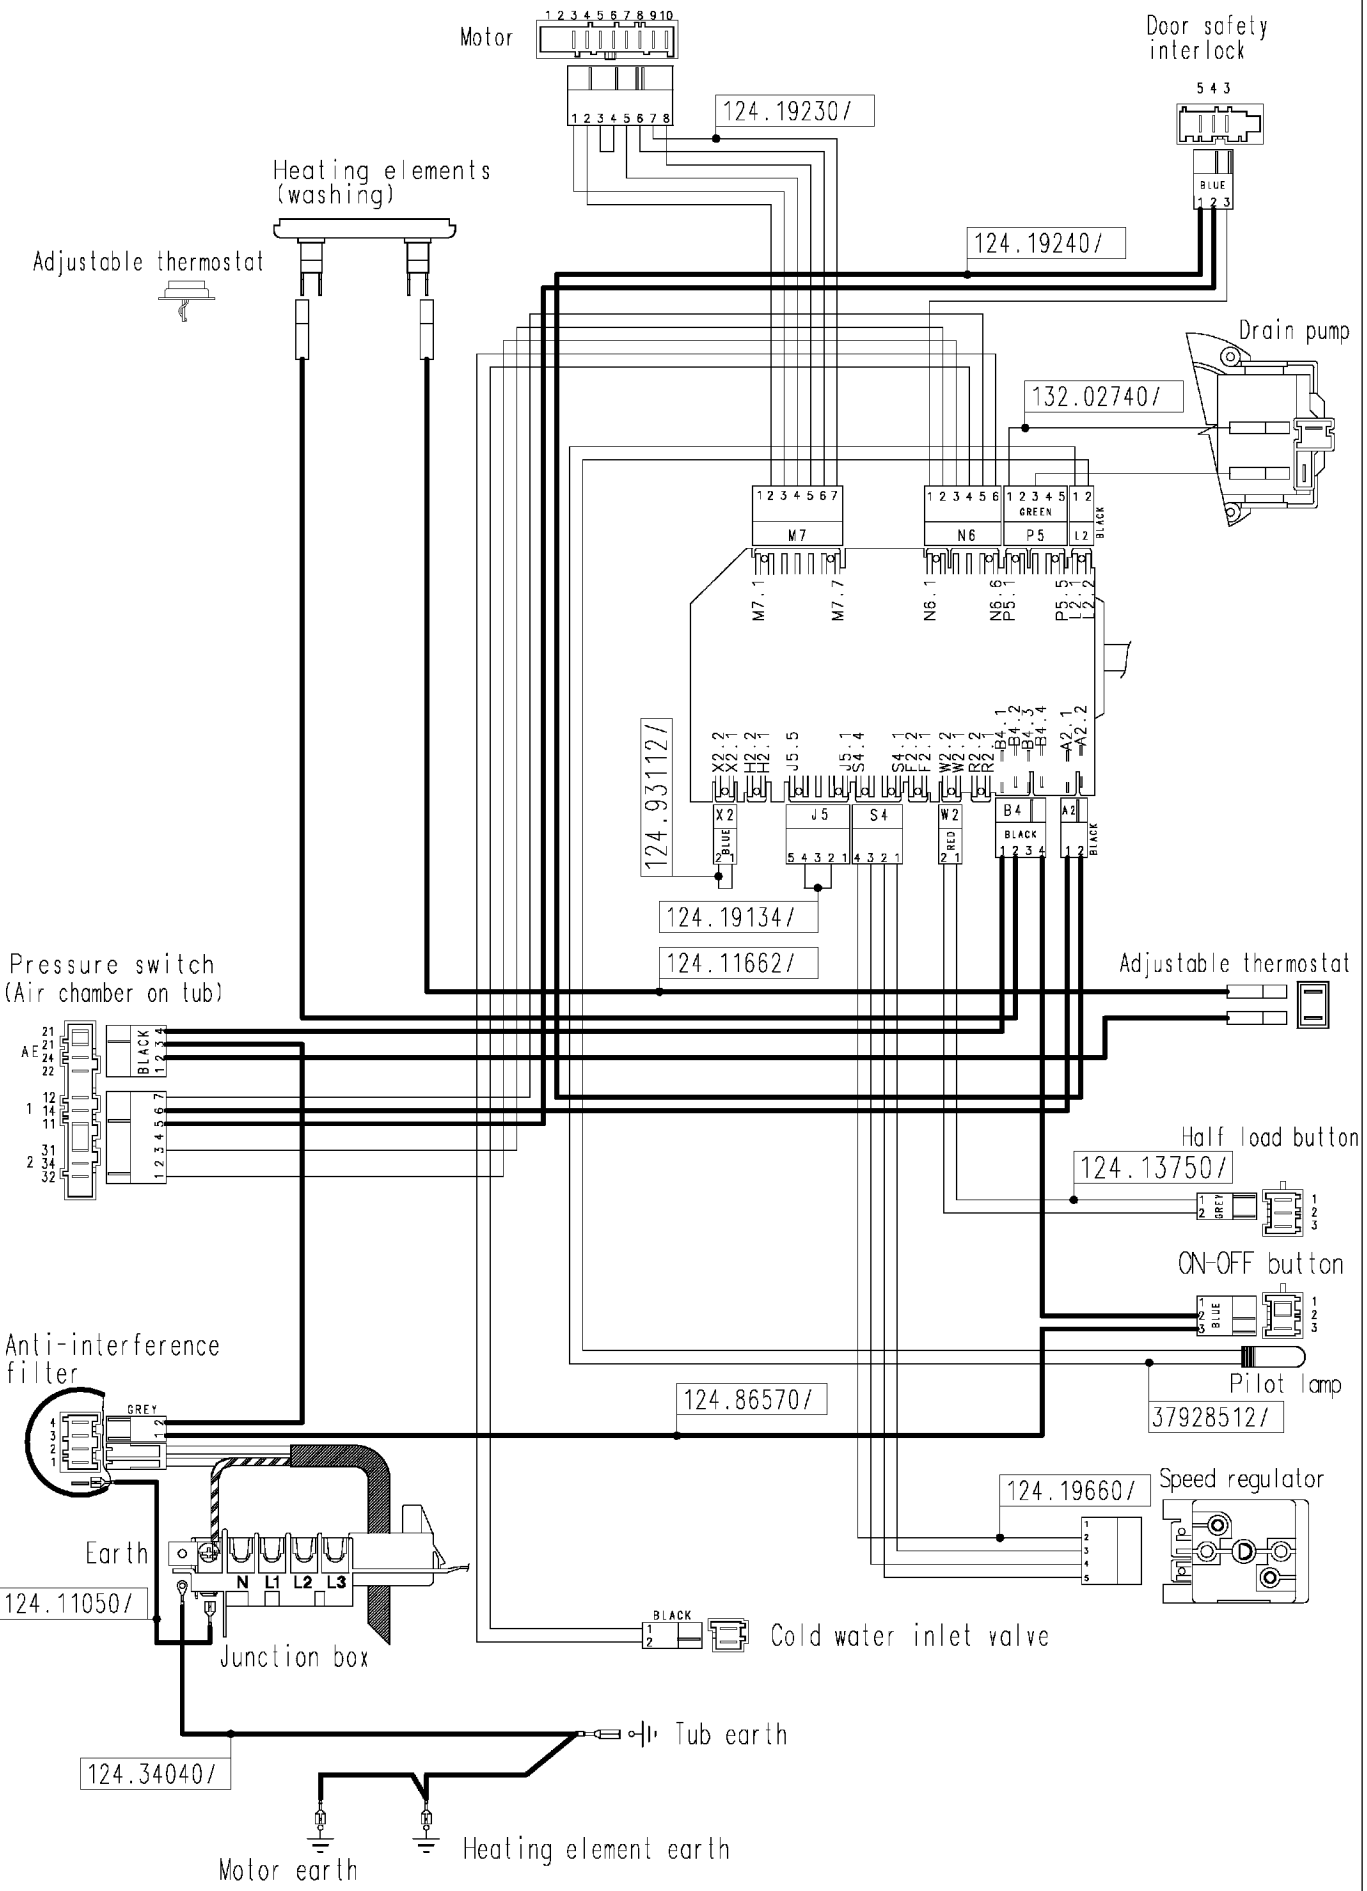 1 2 3 4 5 6 7 8 9 10
Motor
1 2 3 4 5 6 7 8
124.19230/
Door safety
interlock
5 4 3
BLUE
1 2 3
124.19240/
Heating elements
(washing)
Adjustable thermostat
Drain pump
132.02740/
1 2 3 4 5 6 7
M7
1 2 3 4 5 6
N6
1 2 3 4 5
GREEN
P5
1 2
L2
BLACK
M7.1
M7.7
N6.1
N6.6
P5.1
P5.5
L2.1
L2.2
X2.2
X2.1
H2.2
H2.1
J5.5
J5.1
S4.4
S4.1
F2.2
F2.1
W2.2
W2.1
R2.2
R2.1
B4.1
B4.2
B4.3
B4.4
A2.1
A2.2
124.93112/
X2
BLUE
2 1
J5
5 4 3 2 1
S4
4 3 2 1
W2
RED
2 1
B4
BLACK
1 2 3 4
A2
BLACK
1 2
124.19134/
124.11662/
Adjustable thermostat
Pressure switch
(Air chamber on tub)
AE
21
21
24
22
BLACK
1 2 3 4
1
12
14
11
2
31
34
32
1 2 3 4 5 6 7
Half load button
124.13750/
1
2
GREY
1
2
3
ON-OFF button
1
2
3
BLUE
1
2
3
Pilot lamp
37928512/
Anti-interference
filter
GREY
4
3
2
1
1 2
124.86570/
Speed regulator
124.19660/
1
2
3
4
5
Earth
N L1 L2 L3
124.11050/
Junction box
BLACK
1
2
Cold water inlet valve
Tub earth
124.34040/
Heating element earth
Motor earth